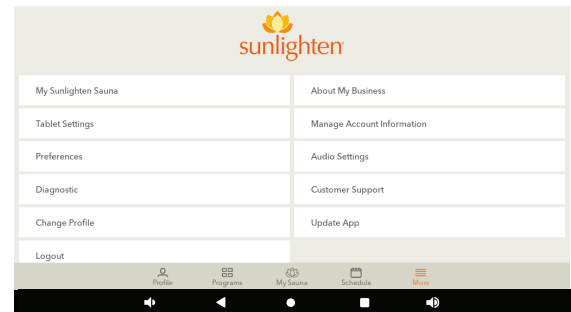 sunlighten
My Sunlighten Sauna
About My Business
Tablet Settings
Manage Account Information
Preferences
Audio Settings
Diagnostic
Customer Support
Change Profile
Update App
Logout
Profile
Programs
My Sauna
Schedule
More